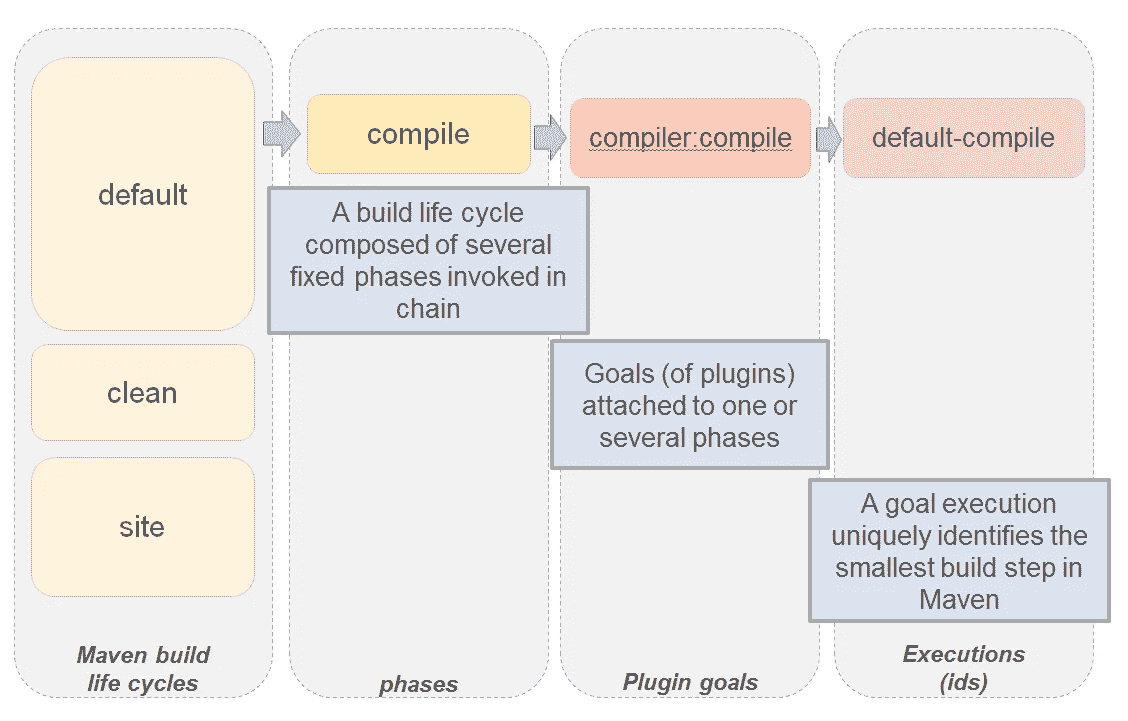 default
compile
compiler:compile
default-compile
A build life cycle
composed of several
fixed phases invoked in
chain
clean
Goals (of plugins)
attached to one or
several phases
site
A goal execution
uniquely identifies the
smallest build step in
Maven
Maven build
life cycles
phases
Plugin goals
Executions
(ids)